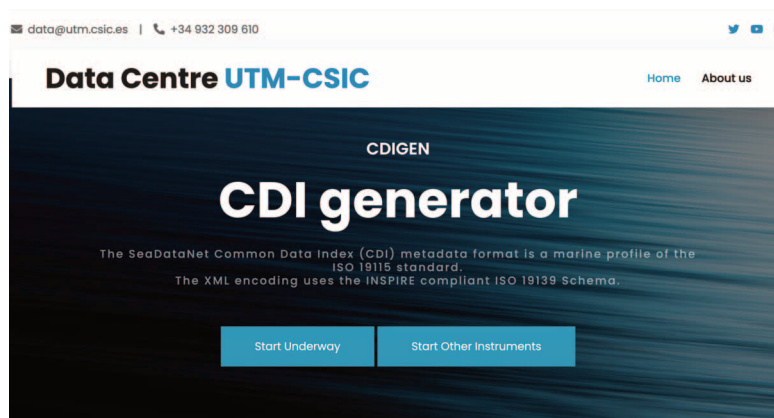 data@utm.csic.es | +34 932 309 610
Data Centre UTM-CSIC
Home About us
CDIGEN
CDI generator
The SeaDataNet Common Data Index (CDI) metadata format is a marine profile of the
ISO 19115 standard.
The XML encoding uses the INSPIRE compliant ISO 19139 Schema.
Start Underway Start Other Instruments